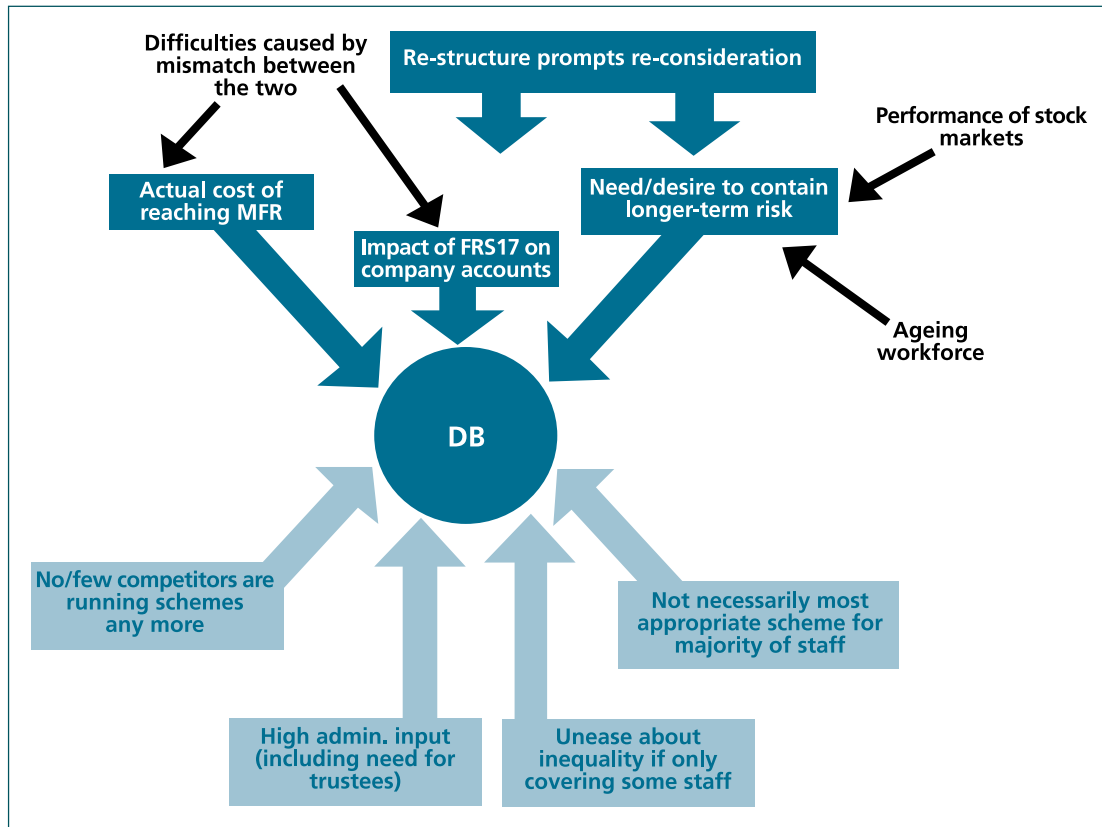 Difficulties caused by
mismatch between
the two
Re-structure prompts re-consideration
Performance of stock
markets
Actual cost of
reaching MFR
Need/desire to contain
longer-term risk
Impact of FRS17 on
company accounts
Ageing
workforce
DB
No/few competitors are
running schemes
any more
Not necessarily most
appropriate scheme for
majority of staff
High admin. input
(including need for
trustees)
Unease about
inequality if only
covering some staff